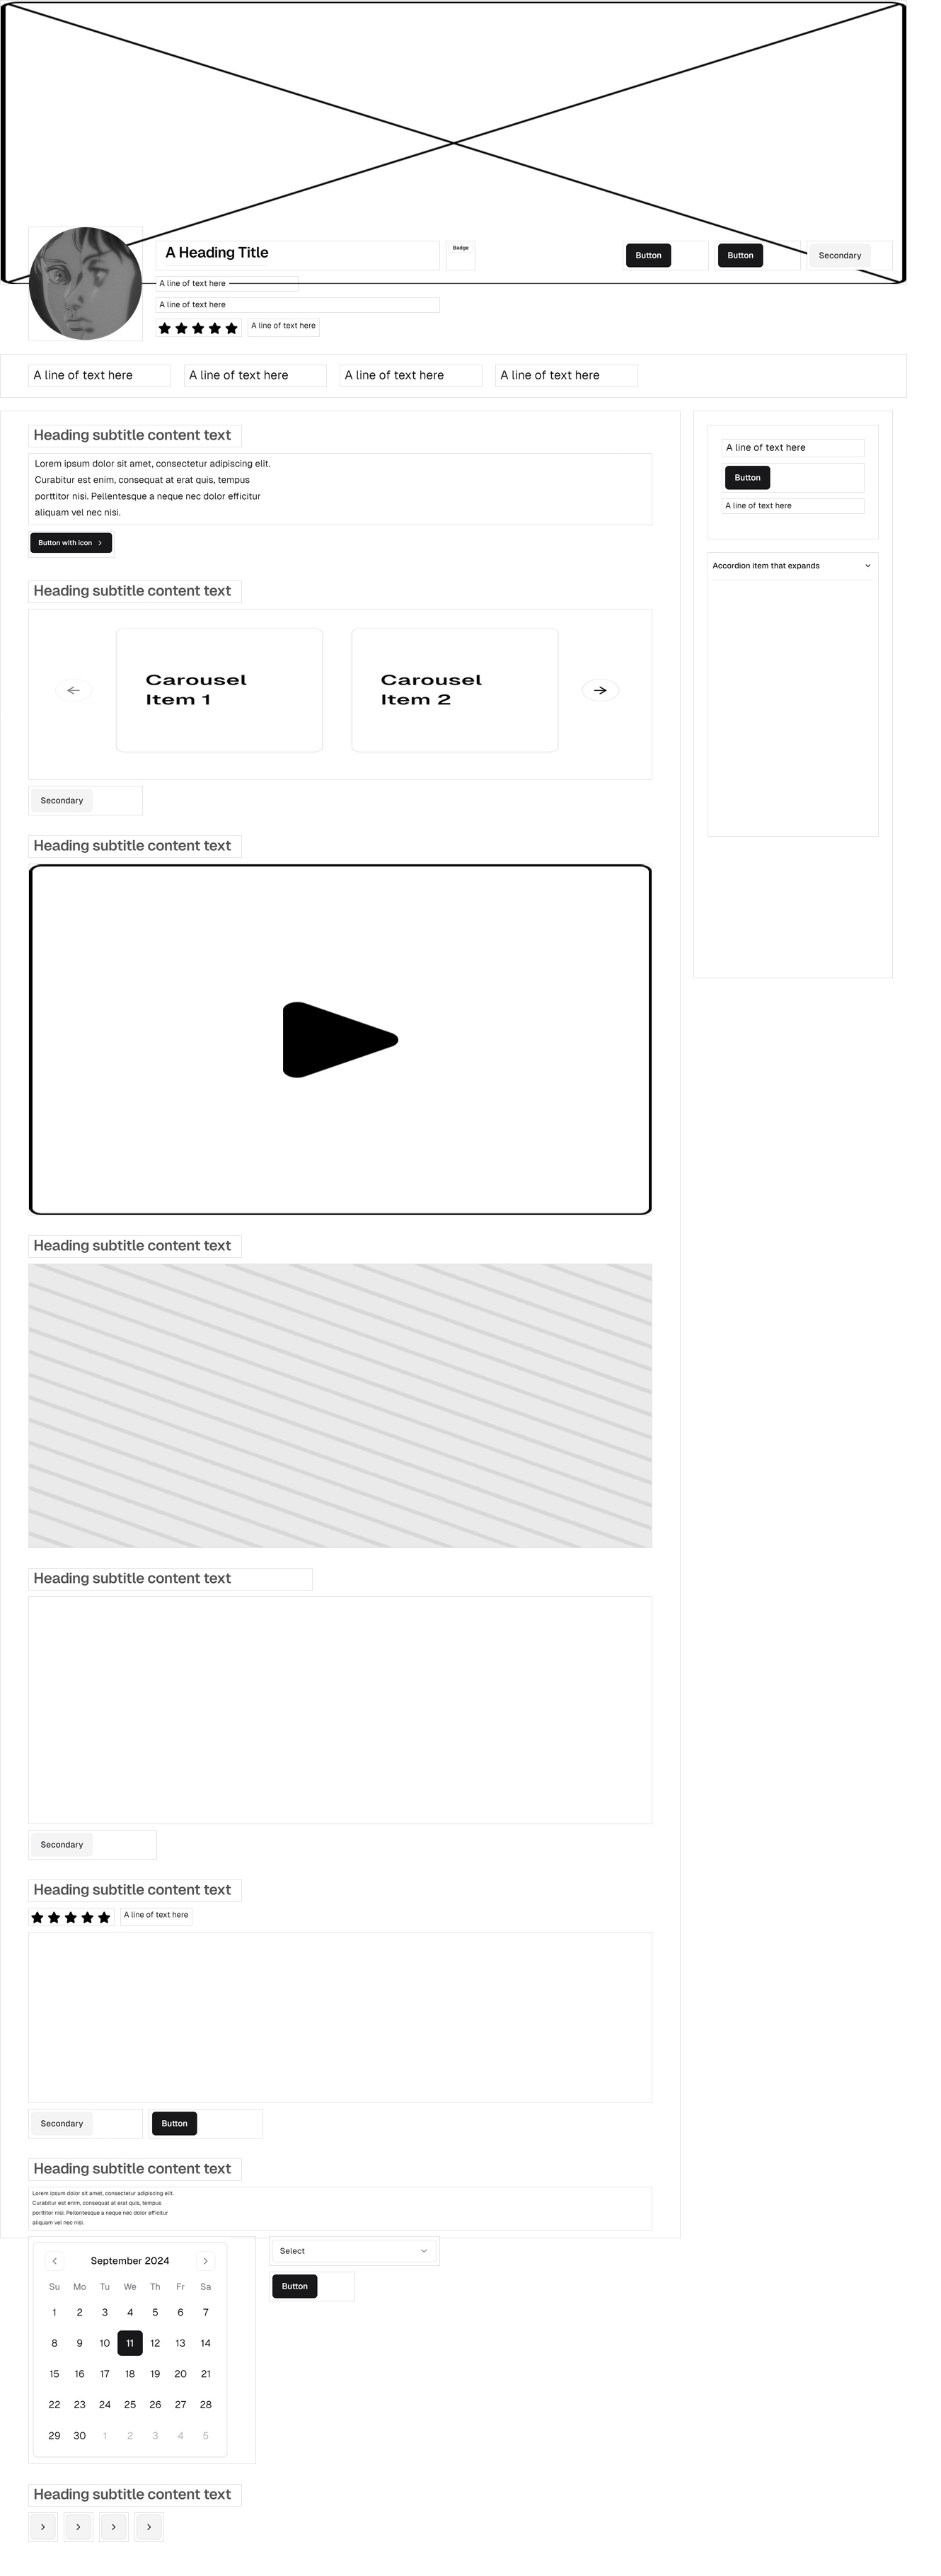 A Heading Title
Badge
Button
Button
Secondary
A line of text here
A line of text here
A line of text here
A line of text here
A line of text here
A line of text here
A line of text here
Heading subtitle content text
Lorem ipsum dolor sit amet, consectetur adipiscing elit.
Curabitur est enim, consequat at erat quis, tempus
porttitor nisi. Pellentesque a neque nec dolor efficitur
aliquam vel nec nisi.
Button with icon
A line of text here
Button
A line of text here
Accordion item that expands
Heading subtitle content text
Carousel
Item 1
Carousel
Item 2
Secondary
Heading subtitle content text
Heading subtitle content text
Heading subtitle content text
Secondary
Heading subtitle content text
A line of text here
Secondary
Button
Heading subtitle content text
Lorem ipsum dolor sit amet, consectetur adipiscing elit.
Curabitur est enim, consequat at erat quis, tempus
porttitor nisi. Pellentesque a neque nec dolor efficitur
aliquam vel nec nisi.
September 2024
Su Mo Tu We Th Fr Sa
1 2 3 4 5 6 7
8 9 10 11 12 13 14
15 16 17 18 19 20 21
22 23 24 25 26 27 28
29 30 1 2 3 4 5
Select
Button
Heading subtitle content text